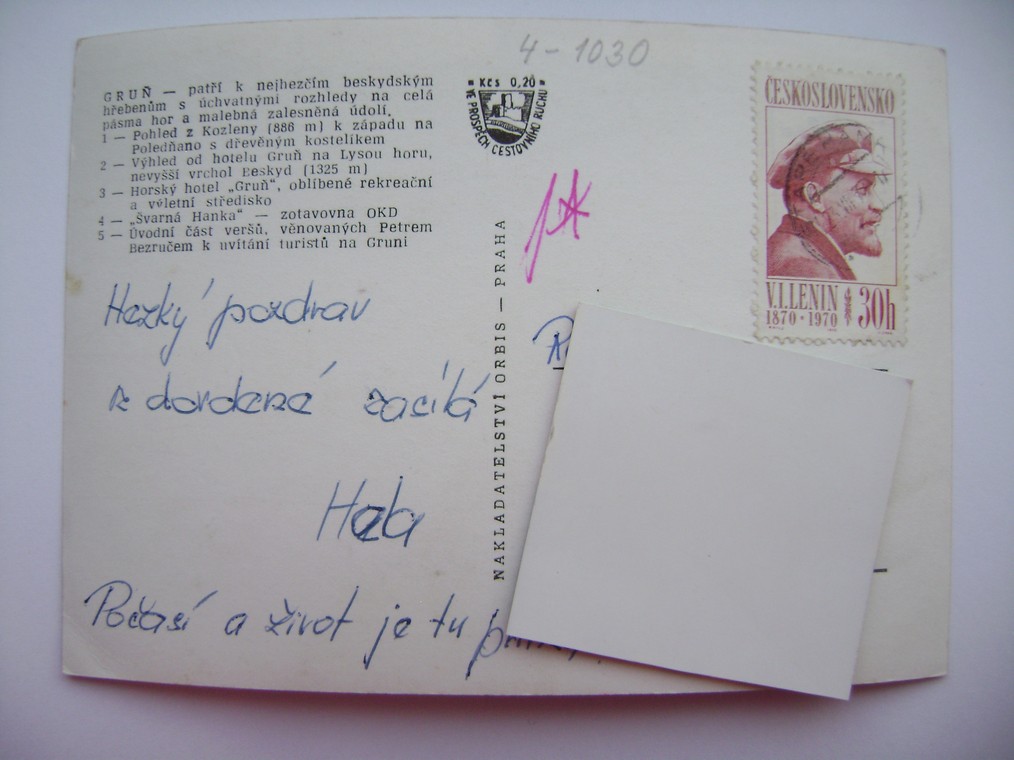 4-1030
GRUŇ — patří k nejhezčím beskydským
hřebenům s úchvatnými rozhledy na celá
pásma hor a malebná zalesněná údolí.
1 — Pohled z Kozleny (886 m) k západu na
Poledňano s dřevěným kostelíkem
2 — Výhled od hotelu Gruň na Lysou horu,
nevyšší vrchol Beskyd (1325 m)
3 — Horský hotel „Gruň", oblíbené rekreační
a výletní středisko
4 — „Švarná Hanka" — zotavovna OKD
5 — Úvodní část veršů, věnovaných Petrem
Bezručem k uvítání turistů na Gruni
Kčs 0,20
VE PROSPĚCH CESTOVNÍHO RUCHU
ČESKOSLOVENSKO
V.I.LENIN
1870 · 1970
30h
NAKLADATELSTVÍ ORBIS — PRAHA
Hezký pozdrav
z dovolené zasílá
Počasí a život je tu